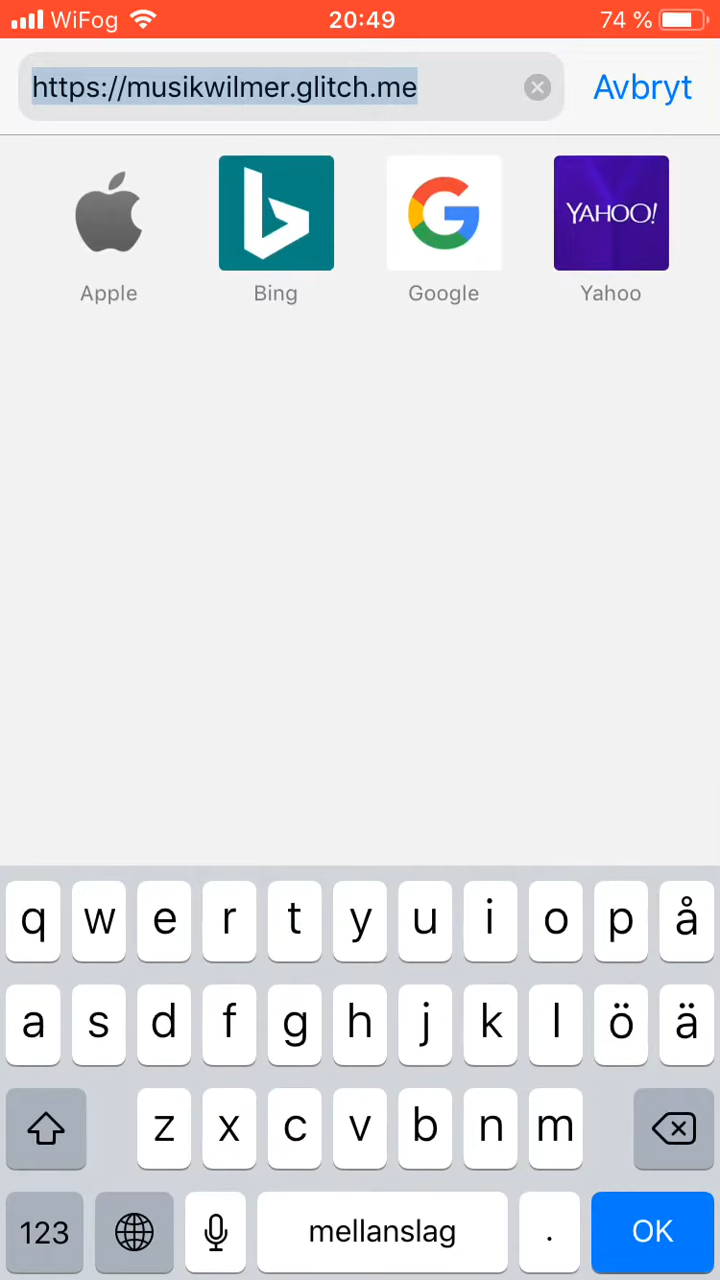 WiFog 20:49 74 %
https://musikwilmer.glitch.me Avbryt
YAHOO!
Apple Bing Google Yahoo
q w e r t y u i o p å
a s d f g h j k l ö ä
z x c v b n m
123 mellanslag . OK